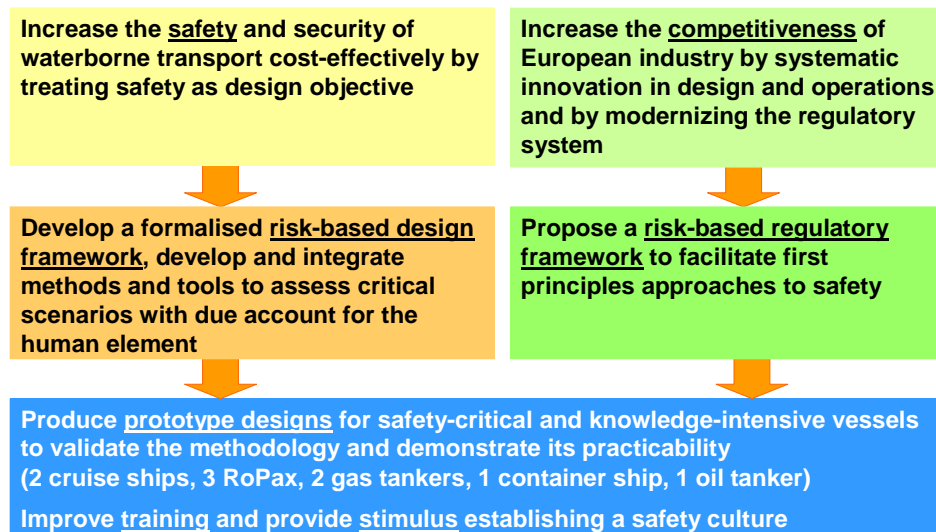 Increase the safety and security of
waterborne transport cost-effectively by
treating safety as design objective
Increase the competitiveness of
European industry by systematic
innovation in design and operations
and by modernizing the regulatory
system
Develop a formalised risk-based design
framework, develop and integrate
methods and tools to assess critical
scenarios with due account for the
human element
Propose a risk-based regulatory
framework to facilitate first
principles approaches to safety
Produce prototype designs for safety-critical and knowledge-intensive vessels
to validate the methodology and demonstrate its practicability
(2 cruise ships, 3 RoPax, 2 gas tankers, 1 container ship, 1 oil tanker)
Improve training and provide stimulus establishing a safety culture